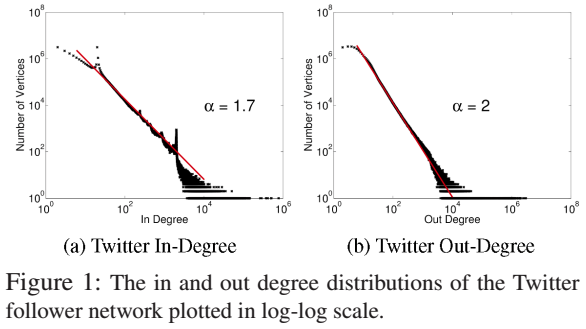 10^8
10^6
10^4
10^2
10^0
Number of Vertices
α = 1.7
10^0 10^2 10^4 10^6
In Degree
(a) Twitter In-Degree
10^8
10^6
10^4
10^2
10^0
Number of Vertices
α = 2
10^0 10^2 10^4 10^6 10^8
Out Degree
(b) Twitter Out-Degree
Figure 1: The in and out degree distributions of the Twitter
follower network plotted in log-log scale.